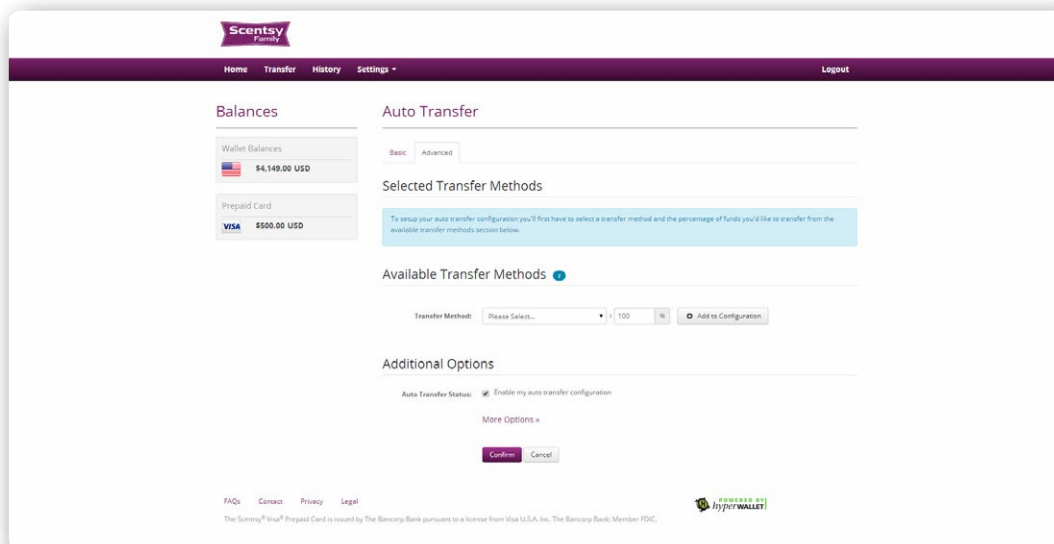 Scentsy
Family
Home Transfer History Settings Logout
Balances
Wallet Balances
$4,149.00 USD
Prepaid Card
VISA $500.00 USD
Auto Transfer
Basic Advanced
Selected Transfer Methods
To setup your auto transfer configuration you'll first have to select a transfer method and the percentage of funds you'd like to transfer from the
available transfer methods section below.
Available Transfer Methods
Transfer Method: Please Select... : 100 % Add to Configuration
Additional Options
Auto Transfer Status: Enable my auto transfer configuration
More Options »
Confirm Cancel
FAQs Contact Privacy Legal
The Scentsy® Visa® Prepaid Card is issued by The Bancorp Bank pursuant to a license from Visa U.S.A. Inc. The Bancorp Bank; Member FDIC.
POWERED BY
hyperWALLET